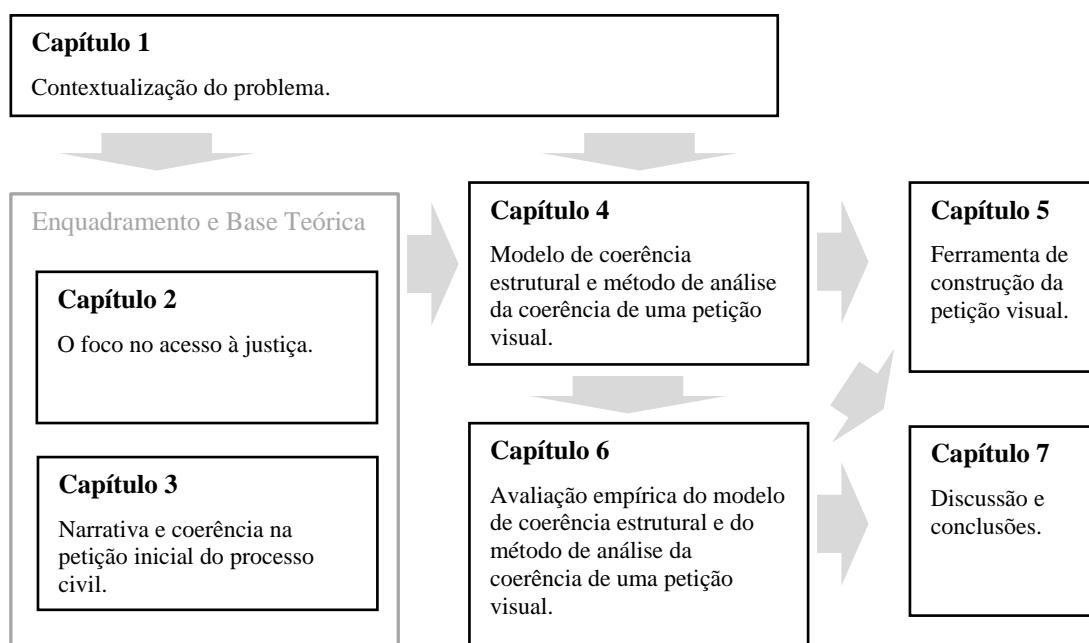 Capítulo 1
Contextualização do problema.
Enquadramento e Base Teórica
Capítulo 2
O foco no acesso à justiça.
Capítulo 3
Narrativa e coerência na
petição inicial do processo
civil.
Capítulo 4
Modelo de coerência
estrutural e método de análise
da coerência de uma petição
visual.
Capítulo 5
Ferramenta de
construção da
petição visual.
Capítulo 6
Avaliação empírica do modelo
de coerência estrutural e do
método de análise da
coerência de uma petição
visual.
Capítulo 7
Discussão e
conclusões.